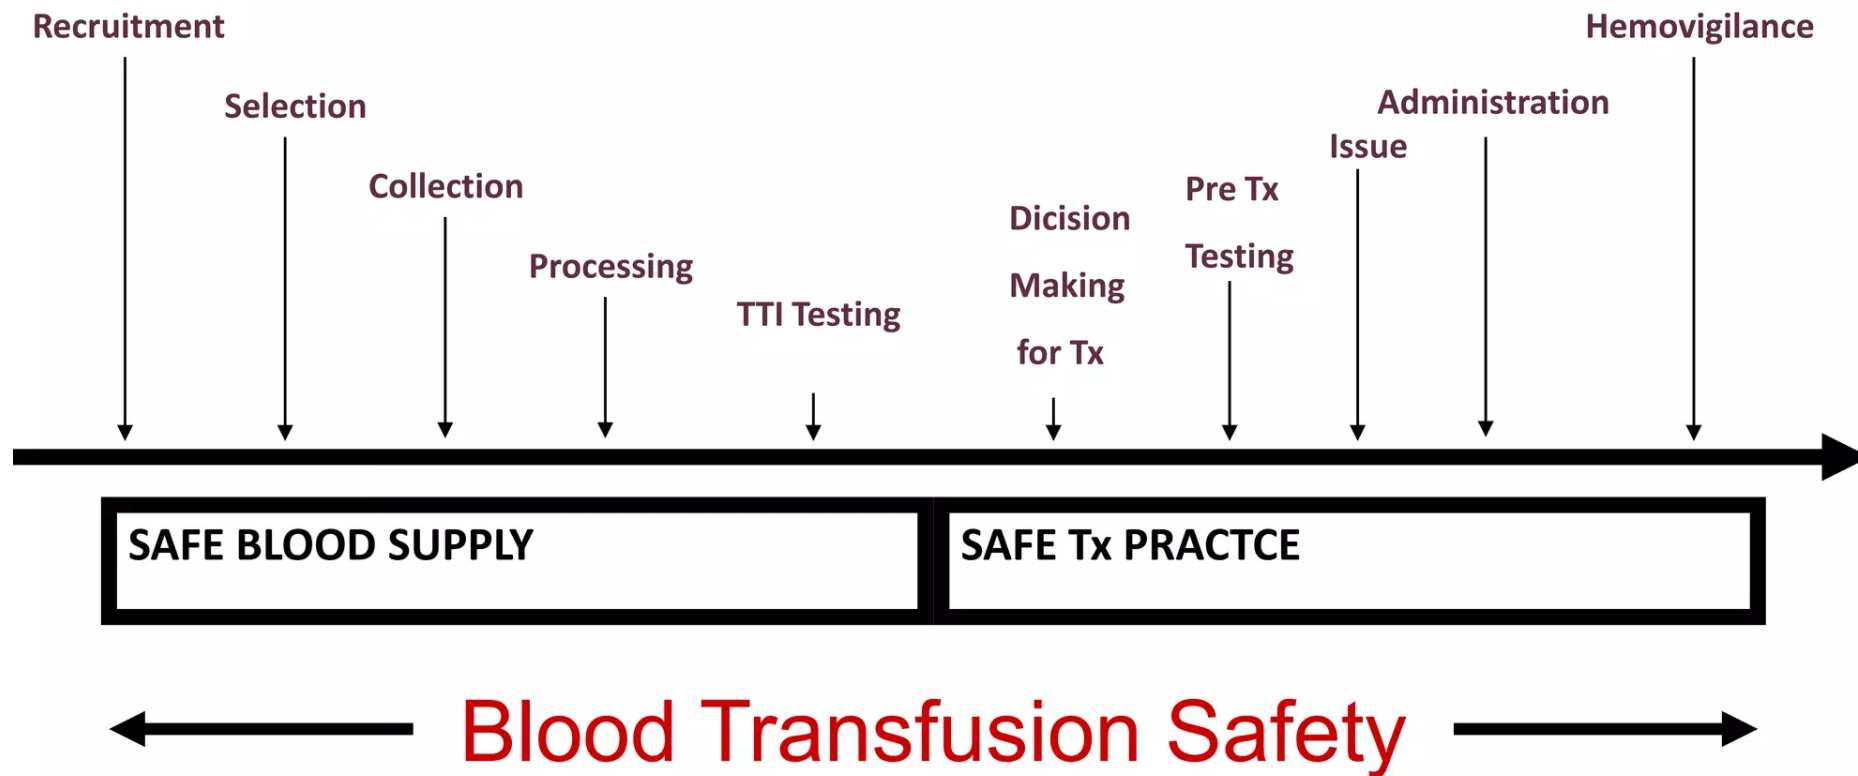 Recruitment
Selection
Collection
Processing
TTI Testing
Dicision
Making
for Tx
Pre Tx
Testing
Issue
Administration
Hemovigilance
SAFE BLOOD SUPPLY
SAFE Tx PRACTCE
Blood Transfusion Safety